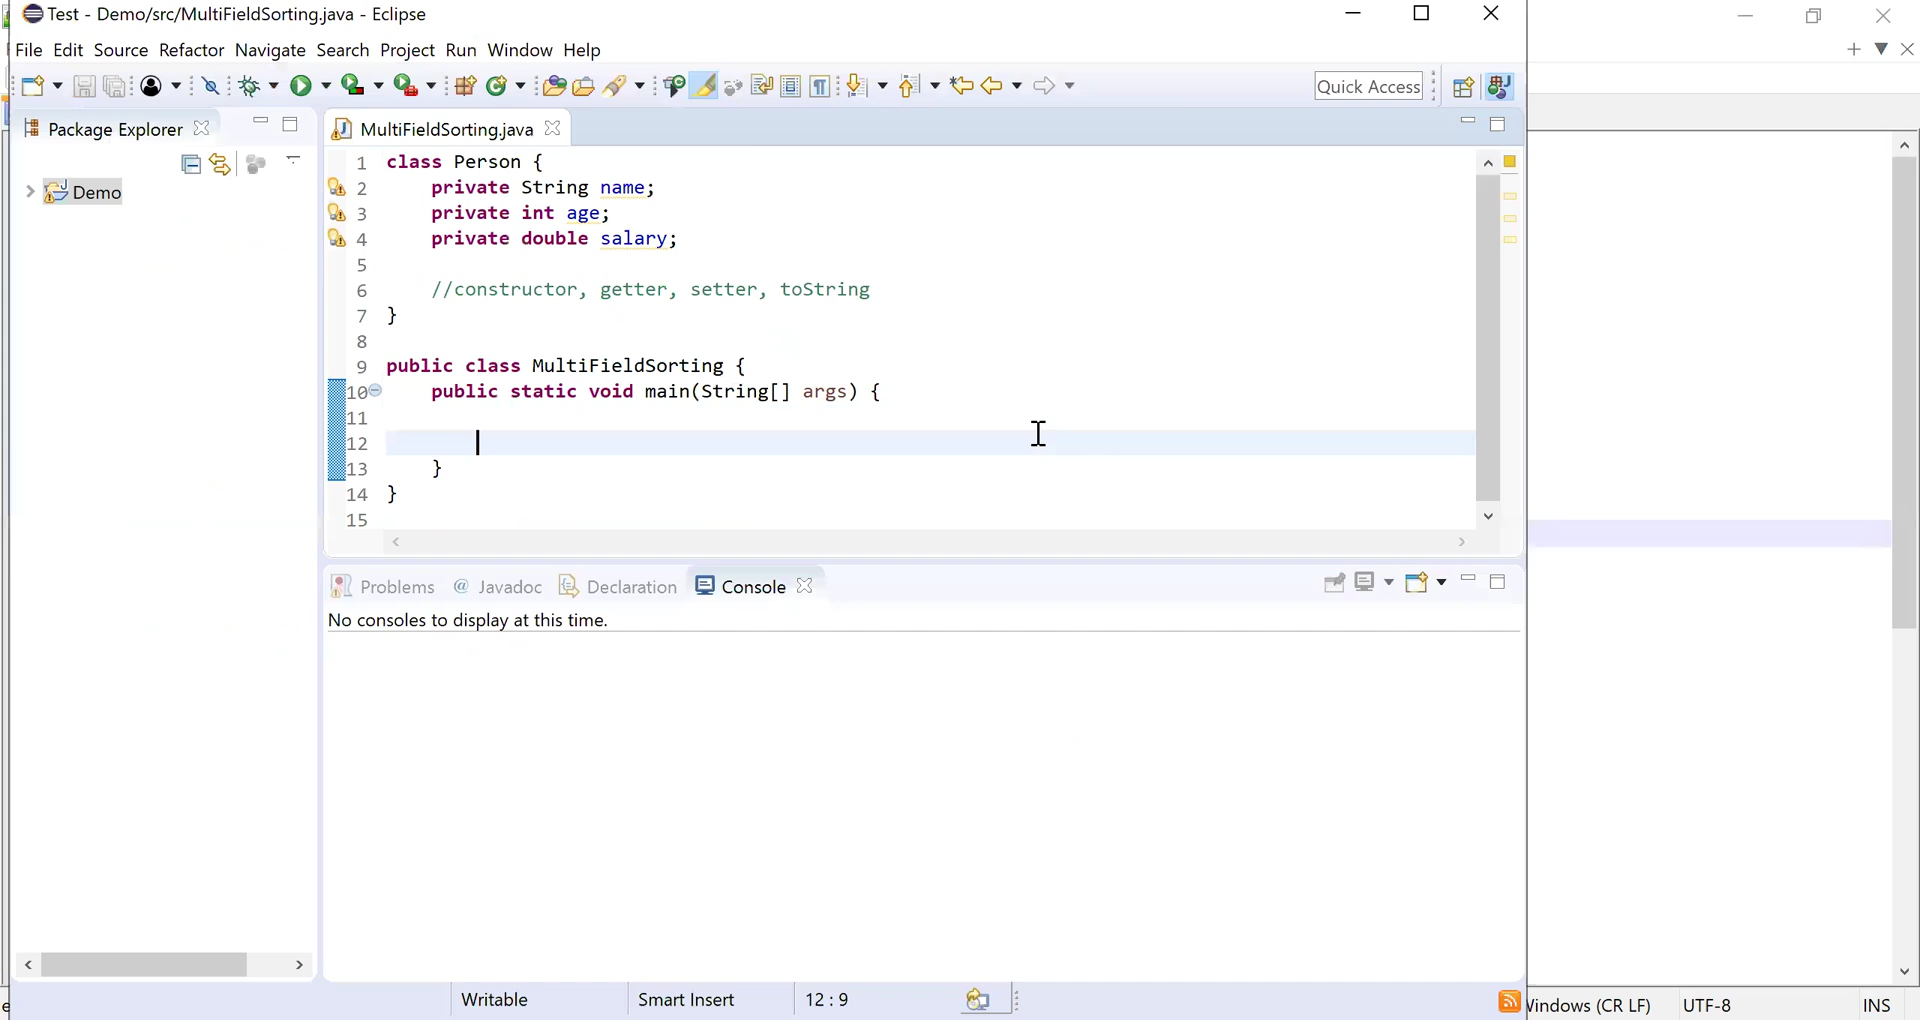 Test - Demo/src/MultiFieldSorting.java - Eclipse
File Edit Source Refactor Navigate Search Project Run Window Help
Quick Access
Package Explorer
MultiFieldSorting.java
Demo
1 class Person {
2 private String name;
3 private int age;
4 private double salary;
5
6 //constructor, getter, setter, toString
7 }
8
9 public class MultiFieldSorting {
10 public static void main(String[] args) {
11
12
13 }
14 }
15
Problems @ Javadoc Declaration Console
No consoles to display at this time.
Writable Smart Insert 12 : 9
Windows (CR LF) UTF-8 INS